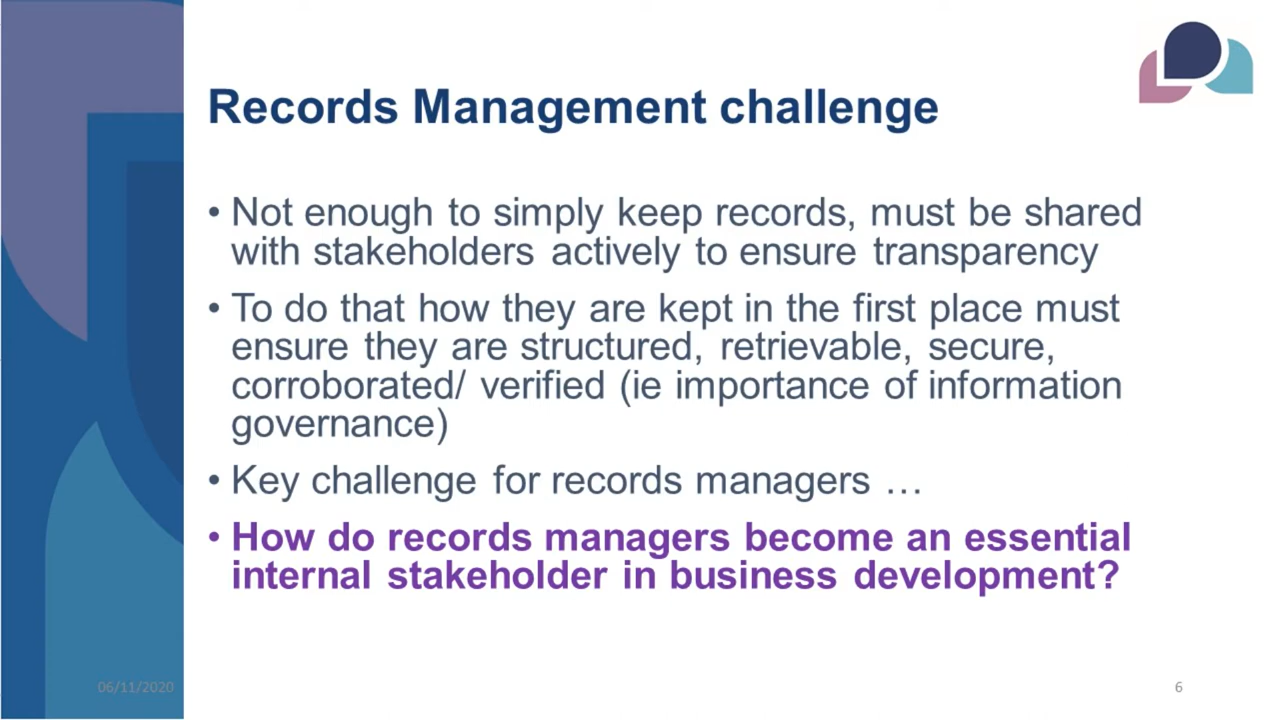 Records Management challenge
• Not enough to simply keep records, must be shared
with stakeholders actively to ensure transparency
• To do that how they are kept in the first place must
ensure they are structured, retrievable, secure,
corroborated/ verified (ie importance of information
governance)
• Key challenge for records managers …
• How do records managers become an essential
internal stakeholder in business development?
06/11/2020
6